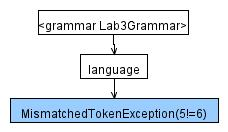 <grammar Lab3Grammar>
language
MismatchedTokenException(5!=6)